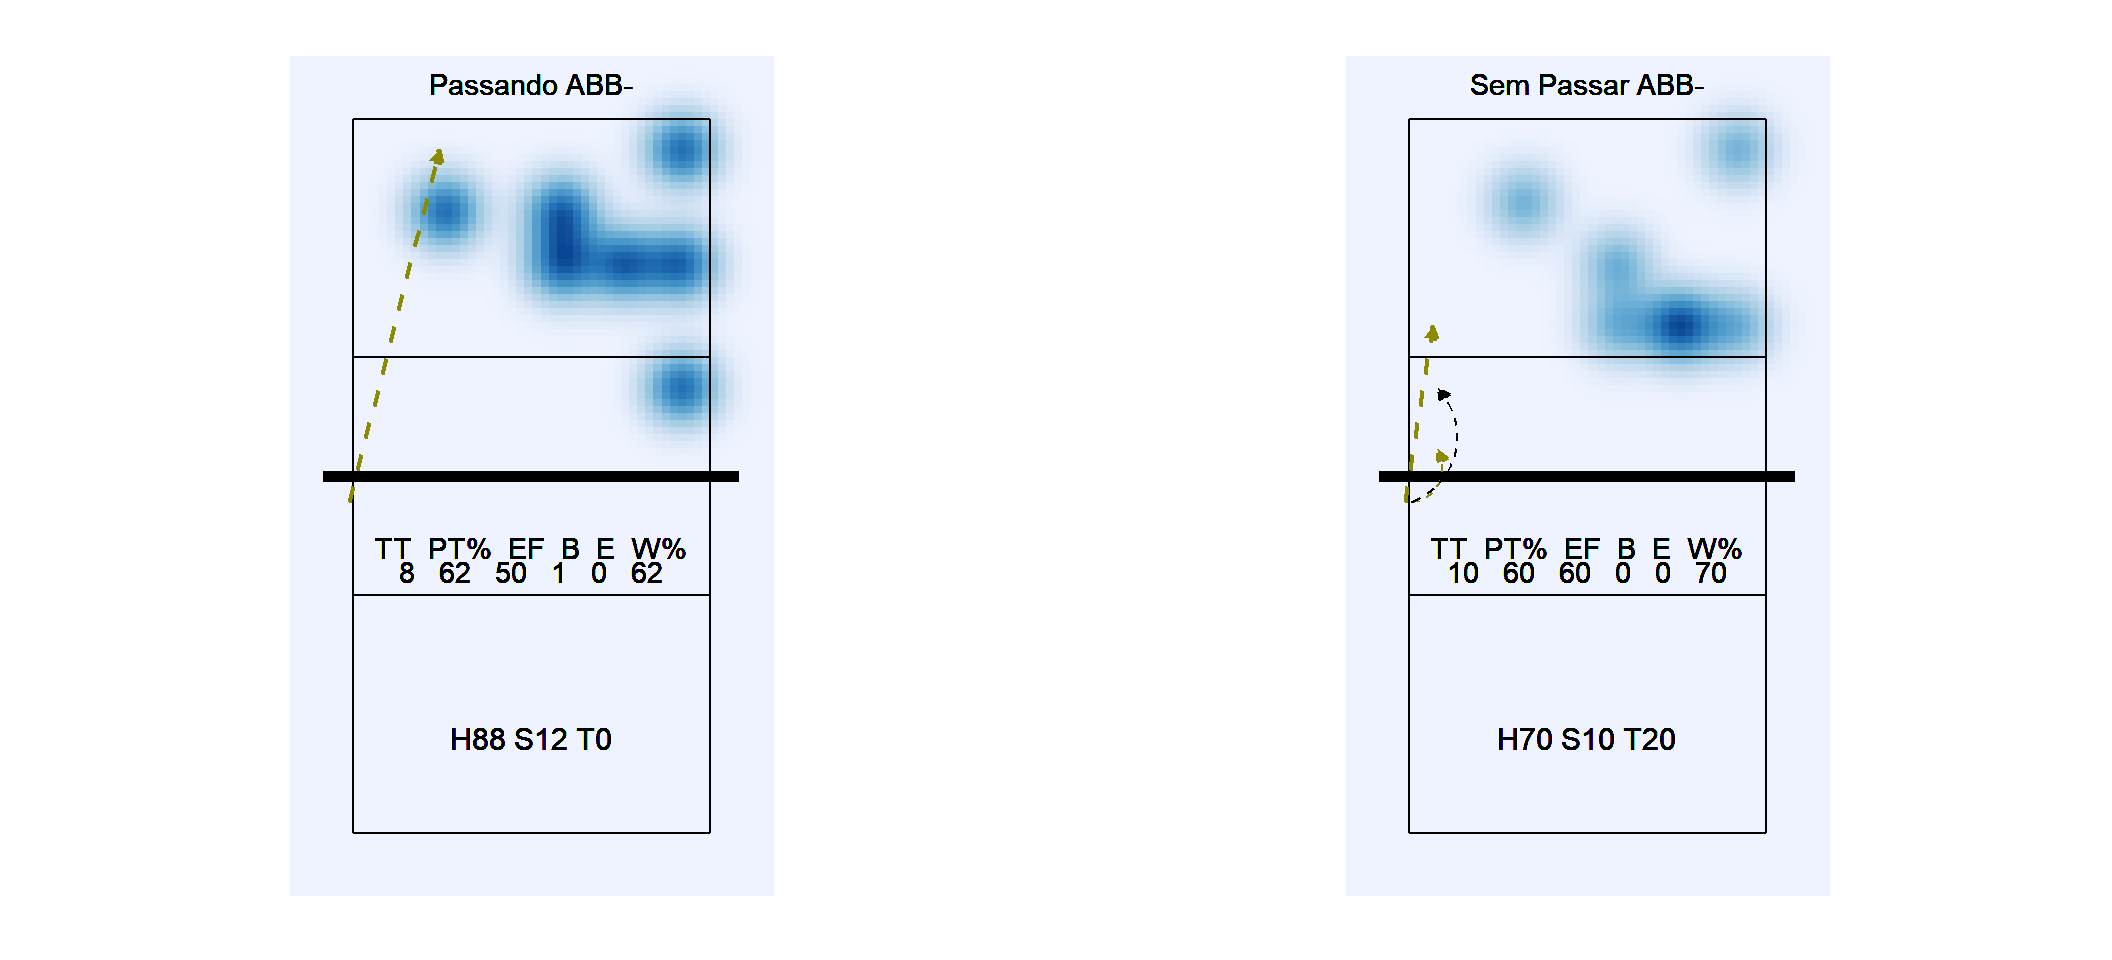 Passando ABB-
TT PT% EF B E W%
8 62 50 1 0 62
H88 S12 T0
Sem Passar ABB-
TT PT% EF B E W%
10 60 60 0 0 70
H70 S10 T20